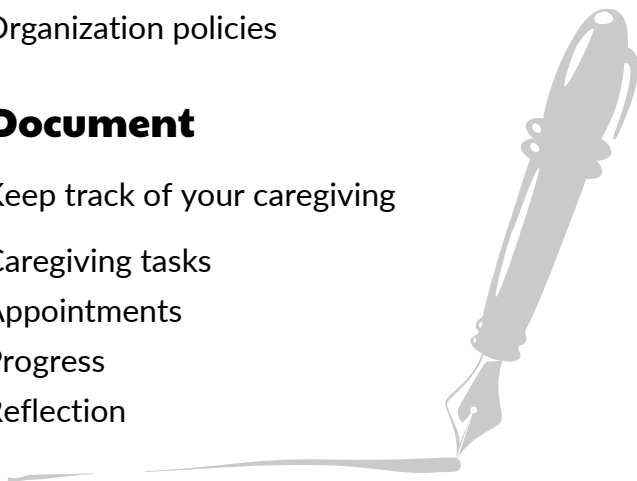 Organization policies
Document
Keep track of your caregiving
Caregiving tasks
Appointments
Progress
Reflection